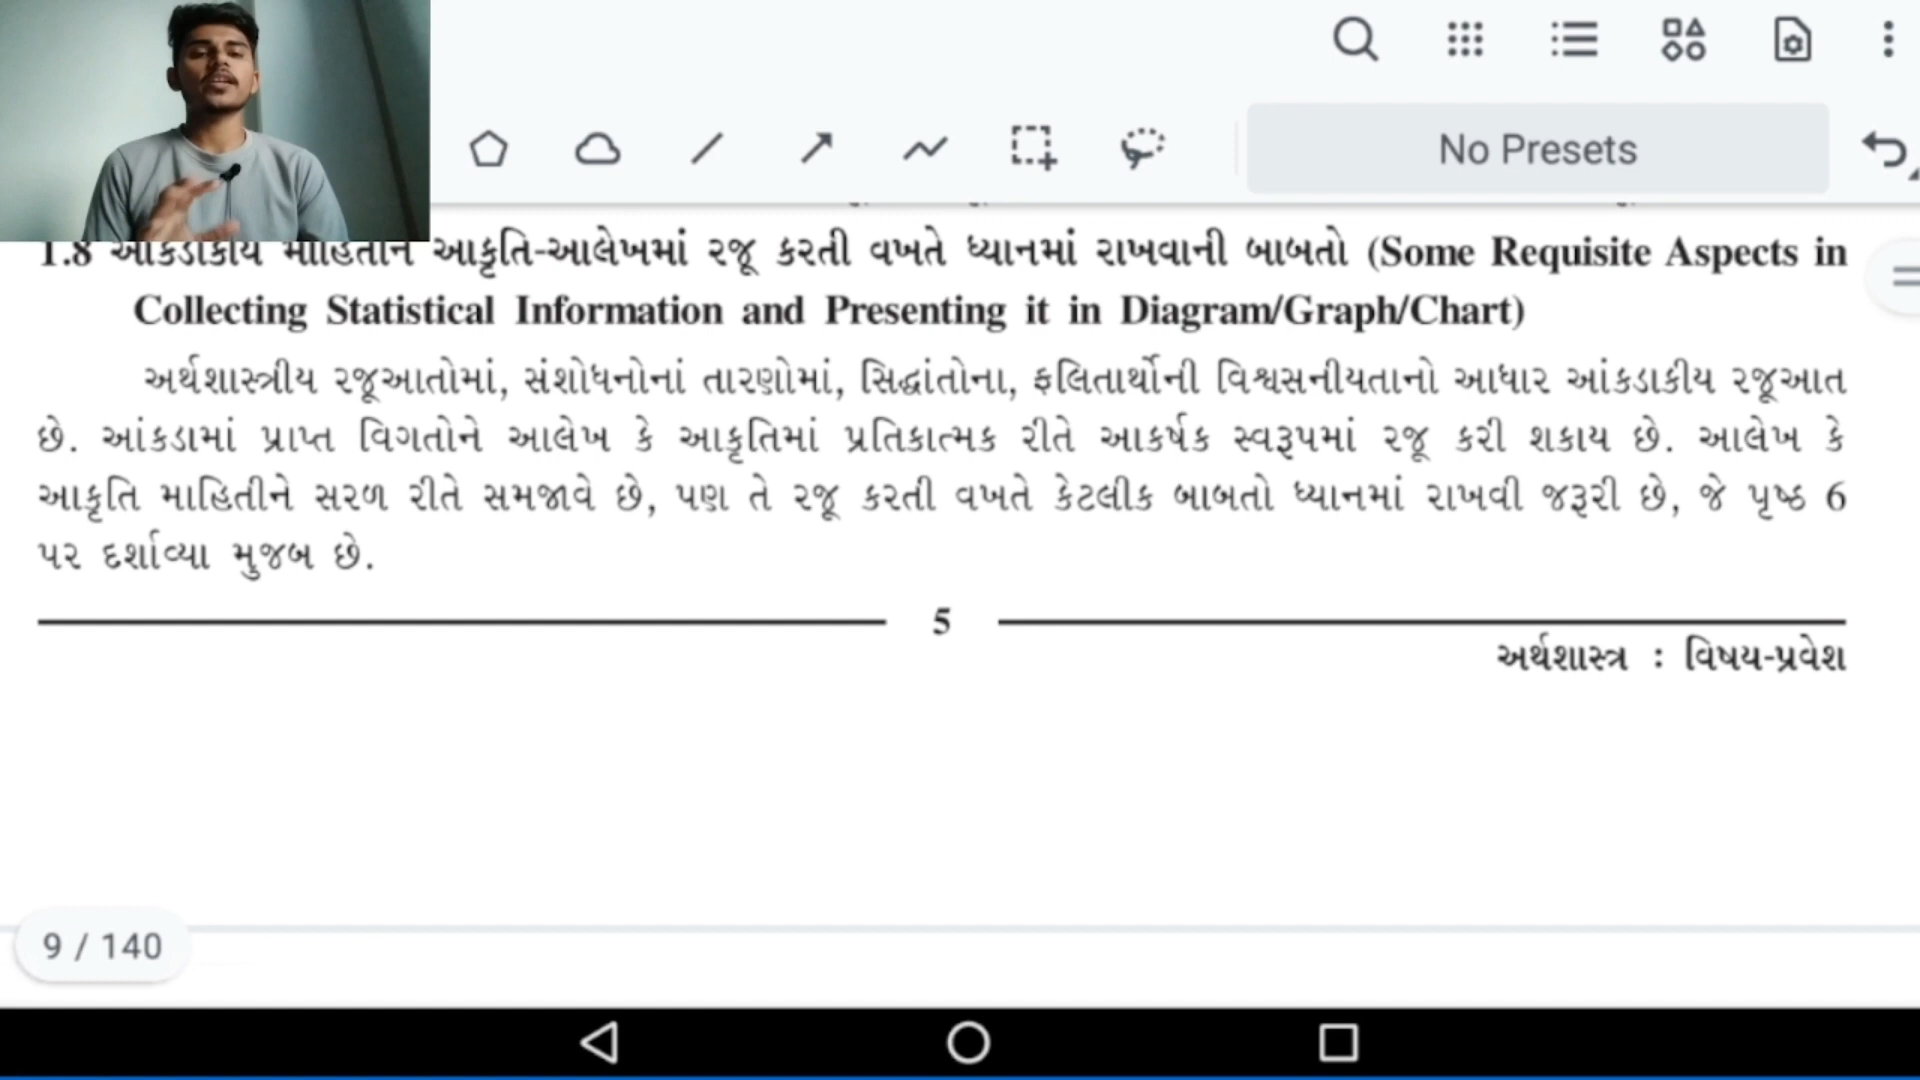 No Presets
1.8 આંકડાકીય માહિતીને આકૃતિ-આલેખમાં રજૂ કરતી વખતે ધ્યાનમાં રાખવાની બાબતો (Some Requisite Aspects in
Collecting Statistical Information and Presenting it in Diagram/Graph/Chart)
અર્થશાસ્ત્રીય રજૂઆતોમાં, સંશોધનોનાં તારણોમાં, સિદ્ધાંતોના, ફલિતાર્થોની વિશ્વસનીયતાનો આધાર આંકડાકીય રજૂઆત
છે. આંકડામાં પ્રાપ્ત વિગતોને આલેખ કે આકૃતિમાં પ્રતિકાત્મક રીતે આકર્ષક સ્વરૂપમાં રજૂ કરી શકાય છે. આલેખ કે
આકૃતિ માહિતીને સરળ રીતે સમજાવે છે, પણ તે રજૂ કરતી વખતે કેટલીક બાબતો ધ્યાનમાં રાખવી જરૂરી છે, જે પૃષ્ઠ 6
પર દર્શાવ્યા મુજબ છે.
5
અર્થશાસ્ત્ર : વિષય-પ્રવેશ
9 / 140